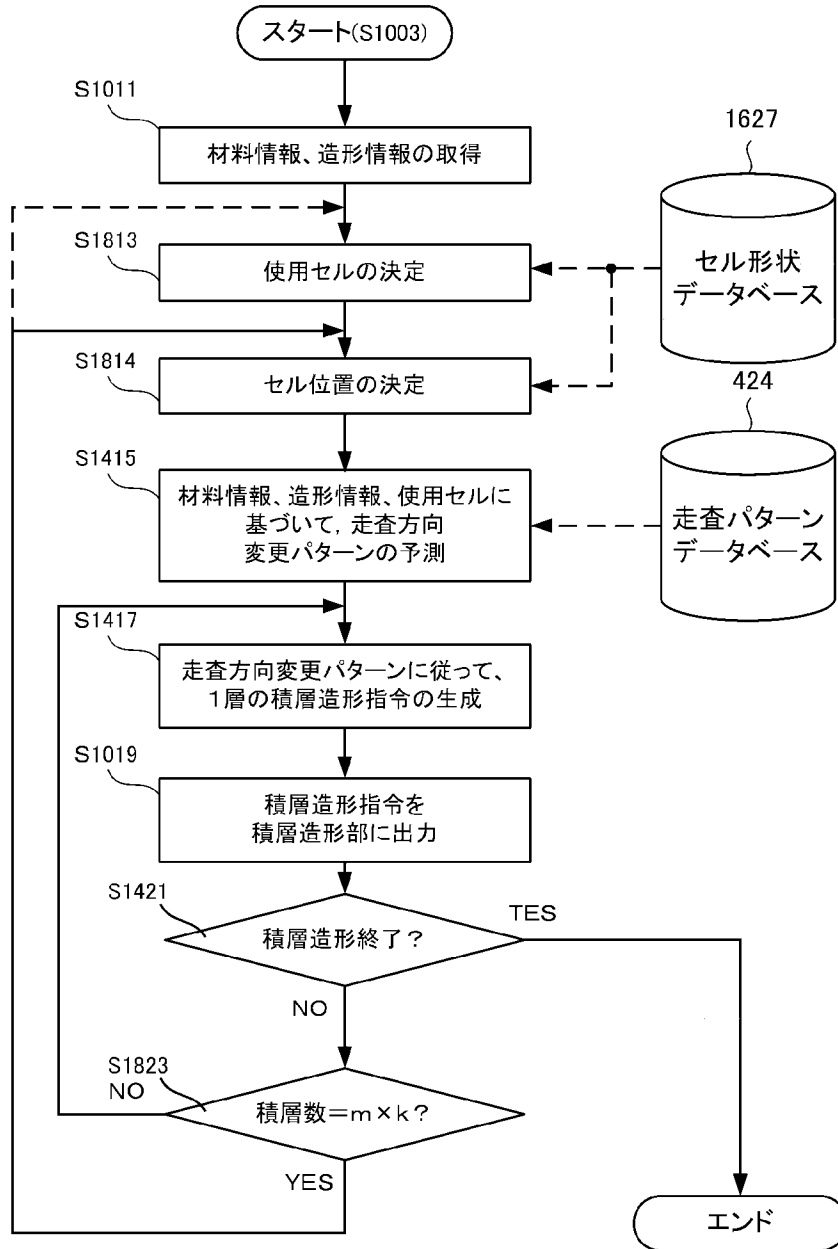 スタート(S1003)
S1011
材料情報、造形情報の取得
1627
セル形状
データベース
S1813
使用セルの決定
S1814
セル位置の決定
424
走査パターン
データベース
S1415
材料情報、造形情報、使用セルに
基づいて，走査方向
変更パターンの予測
S1417
走査方向変更パターンに従って、
１層の積層造形指令の生成
S1019
積層造形指令を
積層造形部に出力
S1421
積層造形終了？
TES
NO
S1823
NO
積層数＝ｍ×ｋ？
YES
エンド